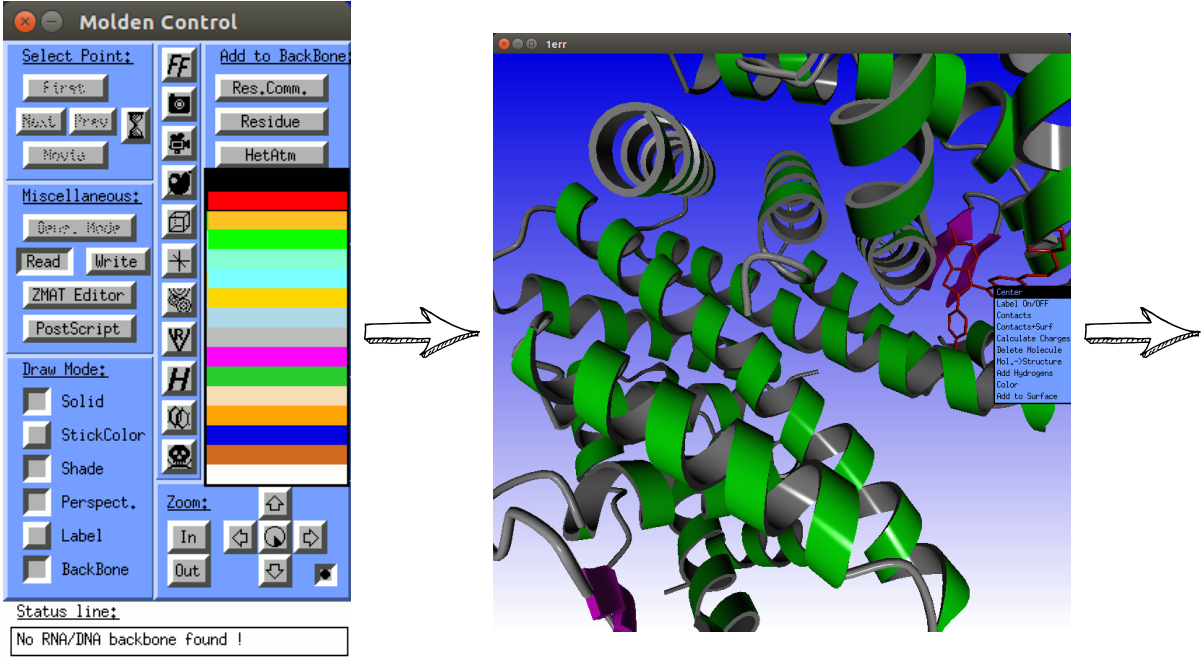 Molden Control
Select Point:
First
Next Prev
Movie
Miscellaneous:
Geom. Mode
Read Write
ZMAT Editor
PostScript
Draw Mode:
Solid
StickColor
Shade
Perspect.
Label
BackBone
FF
H
Add to BackBone:
Res.Comm.
Residue
HetAtm
Zoom:
In
Out
Status line:
No RNA/DNA backbone found !
1err
Center
Label On/OFF
Contacts
Contacts+Surf
Calculate Charges
Delete Molecule
Mol.->Structure
Add Hydrogens
Color
Add to Surface